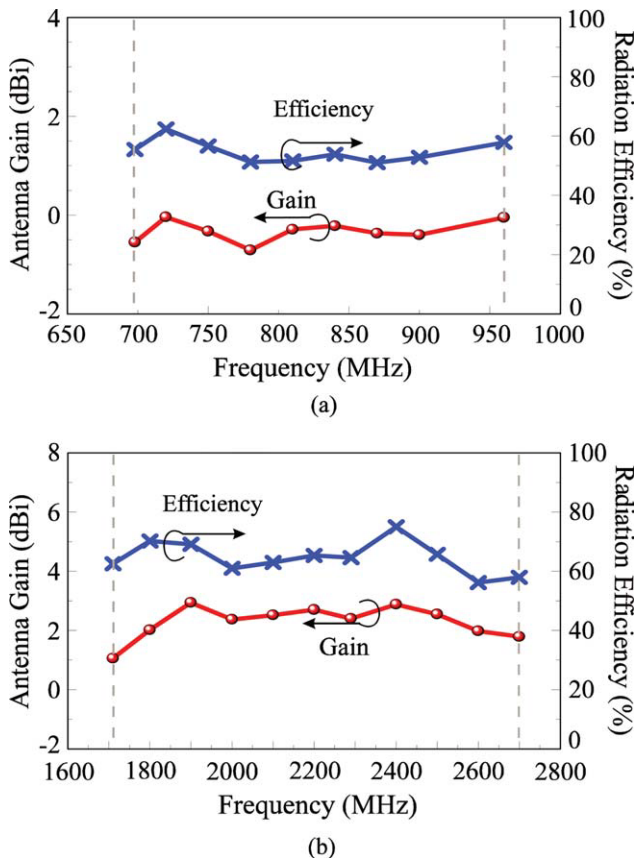 4
2
0
-2
Antenna Gain (dBi)
100
80
60
40
20
0
Radiation Efficiency (%)
Efficiency
Gain
650 700 750 800 850 900 950 1000
Frequency (MHz)
(a)
8
6
4
2
0
-2
Antenna Gain (dBi)
100
80
60
40
20
0
Radiation Efficiency (%)
Efficiency
Gain
1600 1800 2000 2200 2400 2600 2800
Frequency (MHz)
(b)